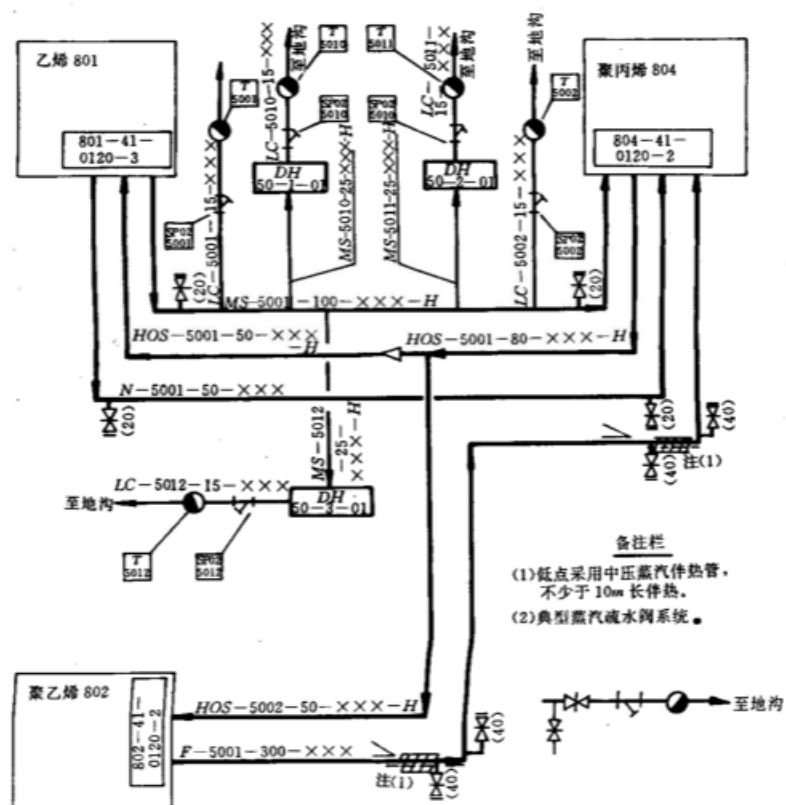 乙烯 801
801-41-
0120-3
T
5001
LC-5001-15-×××
SP02
5001
(20)
至地沟
LC-5010-15-×××
T
5010
SP02
5010
DH
50-1-01
MS-5010-25-×××-H
T
5011
至地沟
LC-5011-×××
15
SP02
5010
DH
50-2-01
MS-5011-25-×××-H
至地沟
T
5002
LC-5002-15-×××
SP02
5002
(20)
聚丙烯 804
804-41-
0120-2
MS-5001-100-×××-H
HOS-5001-50-×××
-H
HOS-5001-80-×××-H
N-5001-50-×××
(20)
(20)
(40)
(40)
注(1)
MS-5012
-25-
×××-H
LC-5012-15-×××
至地沟
DH
50-3-01
T
5012
SP02
5012
备注栏
(1)低点采用中压蒸汽伴热管,
不少于10m长伴热。
(2)典型蒸汽疏水阀系统。
至地沟
聚乙烯 802
802-41-
0120-2
HOS-5002-50-×××-H
F-5001-300-×××
注(1)
(40)
(40)